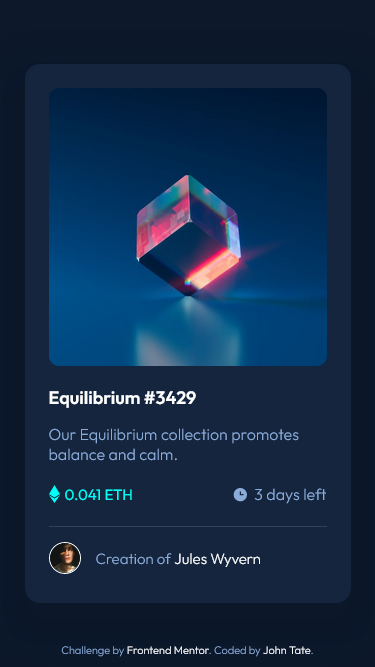 Equilibrium #3429
Our Equilibrium collection promotes
balance and calm.
0.041 ETH
3 days left
Creation of Jules Wyvern
Challenge by Frontend Mentor. Coded by John Tate.